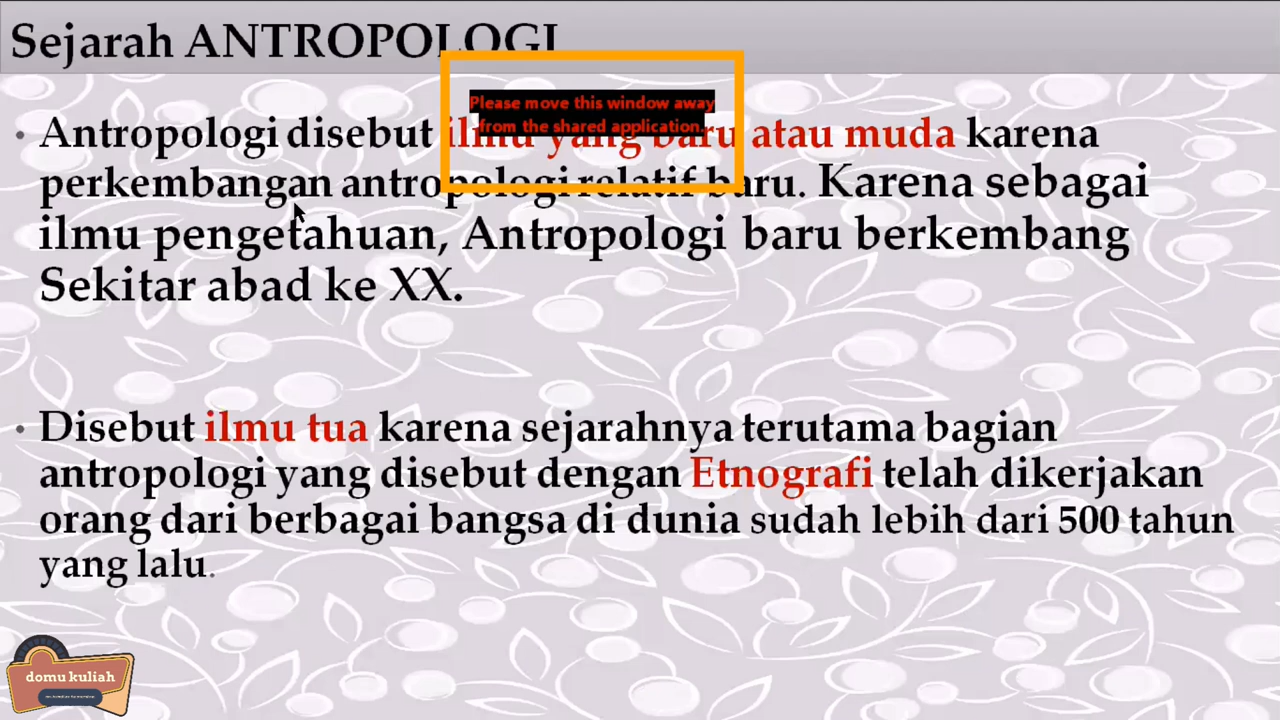 Sejarah ANTROPOLOGI
Please move this window away
from the shared application.
• Antropologi disebut ilmu yang baru atau muda karena
perkembangan antropologi relatif baru. Karena sebagai
ilmu pengetahuan, Antropologi baru berkembang
Sekitar abad ke XX.
• Disebut ilmu tua karena sejarahnya terutama bagian
antropologi yang disebut dengan Etnografi telah dikerjakan
orang dari berbagai bangsa di dunia sudah lebih dari 500 tahun
yang lalu.
domu kuliah